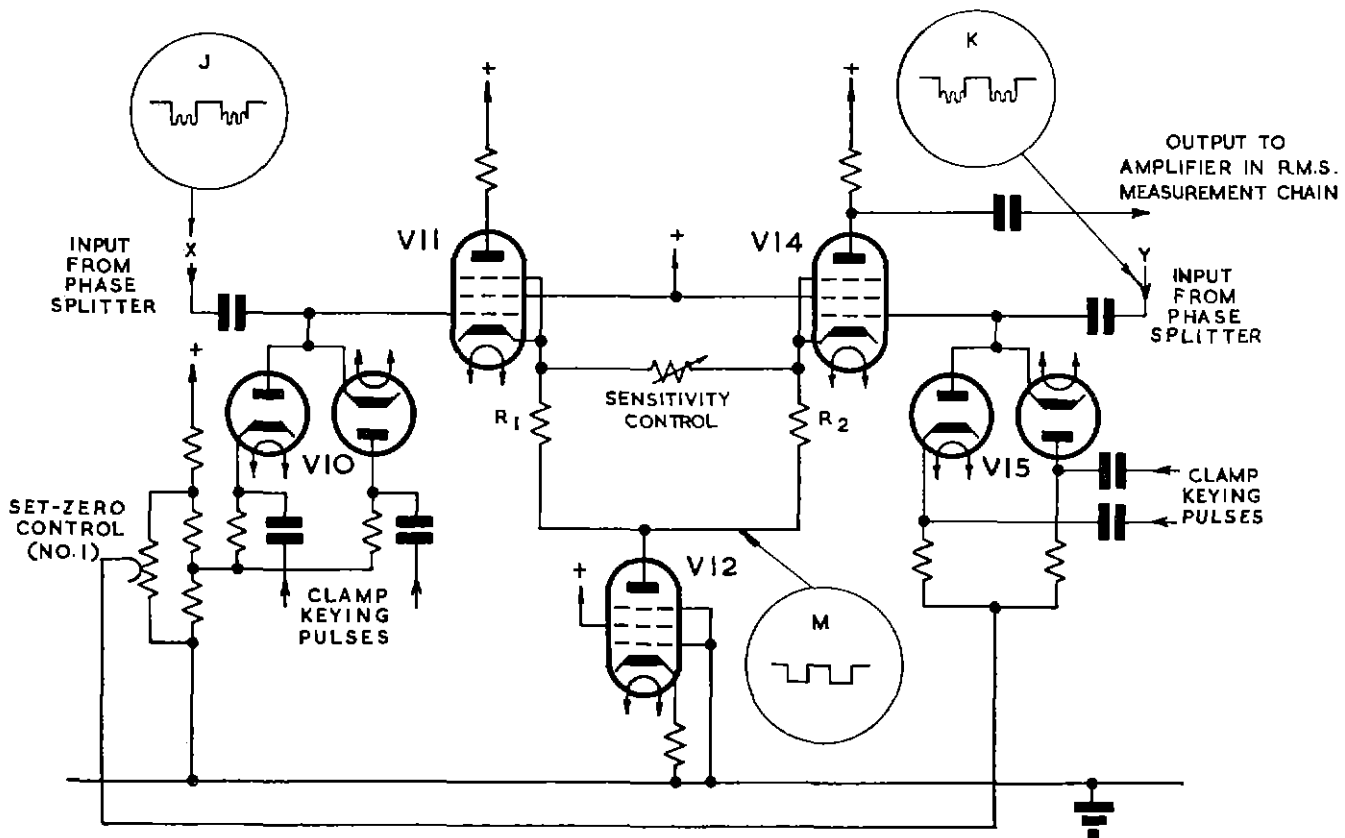 J
K
+
+
OUTPUT TO
AMPLIFIER IN R.M.S.
MEASUREMENT CHAIN
X
INPUT
FROM
PHASE
SPLITTER
V11
+
V14
Y
INPUT
FROM
PHASE
SPLITTER
+
R1
SENSITIVITY
CONTROL
R2
V10
V15
CLAMP
KEYING
PULSES
SET-ZERO
CONTROL
(NO.1)
CLAMP
KEYING
PULSES
+
V12
M